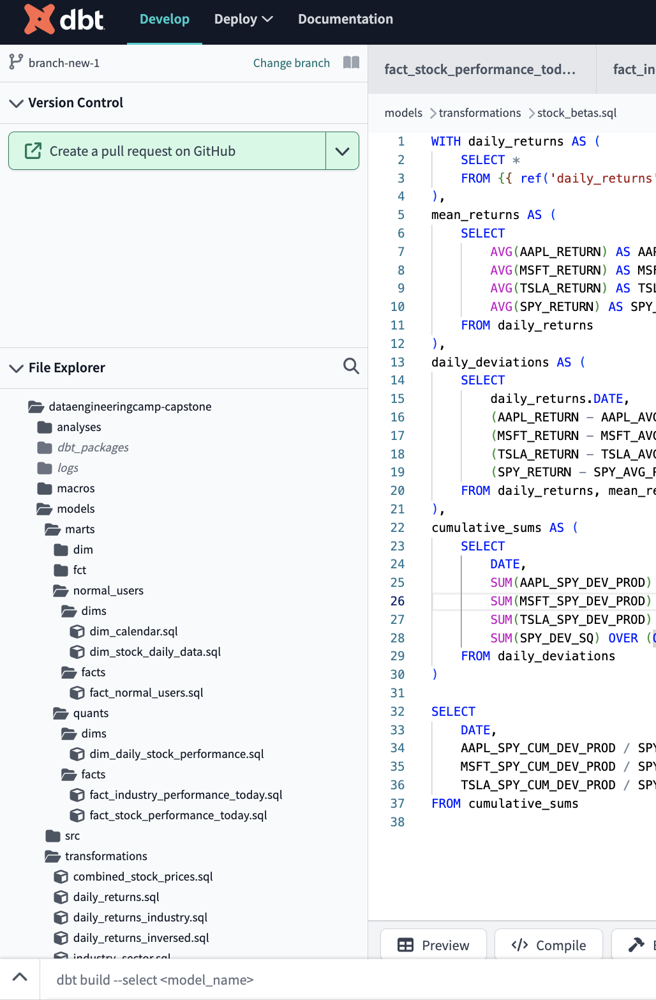 dbt
Develop
Deploy
Documentation
branch-new-1
Change branch
Version Control
Create a pull request on GitHub
File Explorer
dataengineeringcamp-capstone
analyses
dbt_packages
logs
macros
models
marts
dim
fct
normal_users
dims
dim_calendar.sql
dim_stock_daily_data.sql
facts
fact_normal_users.sql
quants
dims
dim_daily_stock_performance.sql
facts
fact_industry_performance_today.sql
fact_stock_performance_today.sql
src
transformations
combined_stock_prices.sql
daily_returns.sql
daily_returns_industry.sql
daily_returns_inversed.sql
industry_sector.sql
fact_stock_performance_tod...
fact_in
models > transformations > stock_betas.sql
1 WITH daily_returns AS (
2 SELECT *
3 FROM {{ ref('daily_returns'
4 ),
5 mean_returns AS (
6 SELECT
7 AVG(AAPL_RETURN) AS AAP
8 AVG(MSFT_RETURN) AS MSF
9 AVG(TSLA_RETURN) AS TSL
10 AVG(SPY_RETURN) AS SPY_
11 FROM daily_returns
12 ),
13 daily_deviations AS (
14 SELECT
15 daily_returns.DATE,
16 (AAPL_RETURN - AAPL_AVG
17 (MSFT_RETURN - MSFT_AVG
18 (TSLA_RETURN - TSLA_AVG
19 (SPY_RETURN - SPY_AVG_R
20 FROM daily_returns, mean_re
21 ),
22 cumulative_sums AS (
23 SELECT
24 DATE,
25 SUM(AAPL_SPY_DEV_PROD)
26 SUM(MSFT_SPY_DEV_PROD)
27 SUM(TSLA_SPY_DEV_PROD)
28 SUM(SPY_DEV_SQ) OVER (
29 FROM daily_deviations
30 )
31
32 SELECT
33 DATE,
34 AAPL_SPY_CUM_DEV_PROD / SPY
35 MSFT_SPY_CUM_DEV_PROD / SPY
36 TSLA_SPY_CUM_DEV_PROD / SPY
37 FROM cumulative_sums
38
Preview
</> Compile
dbt build --select <model_name>